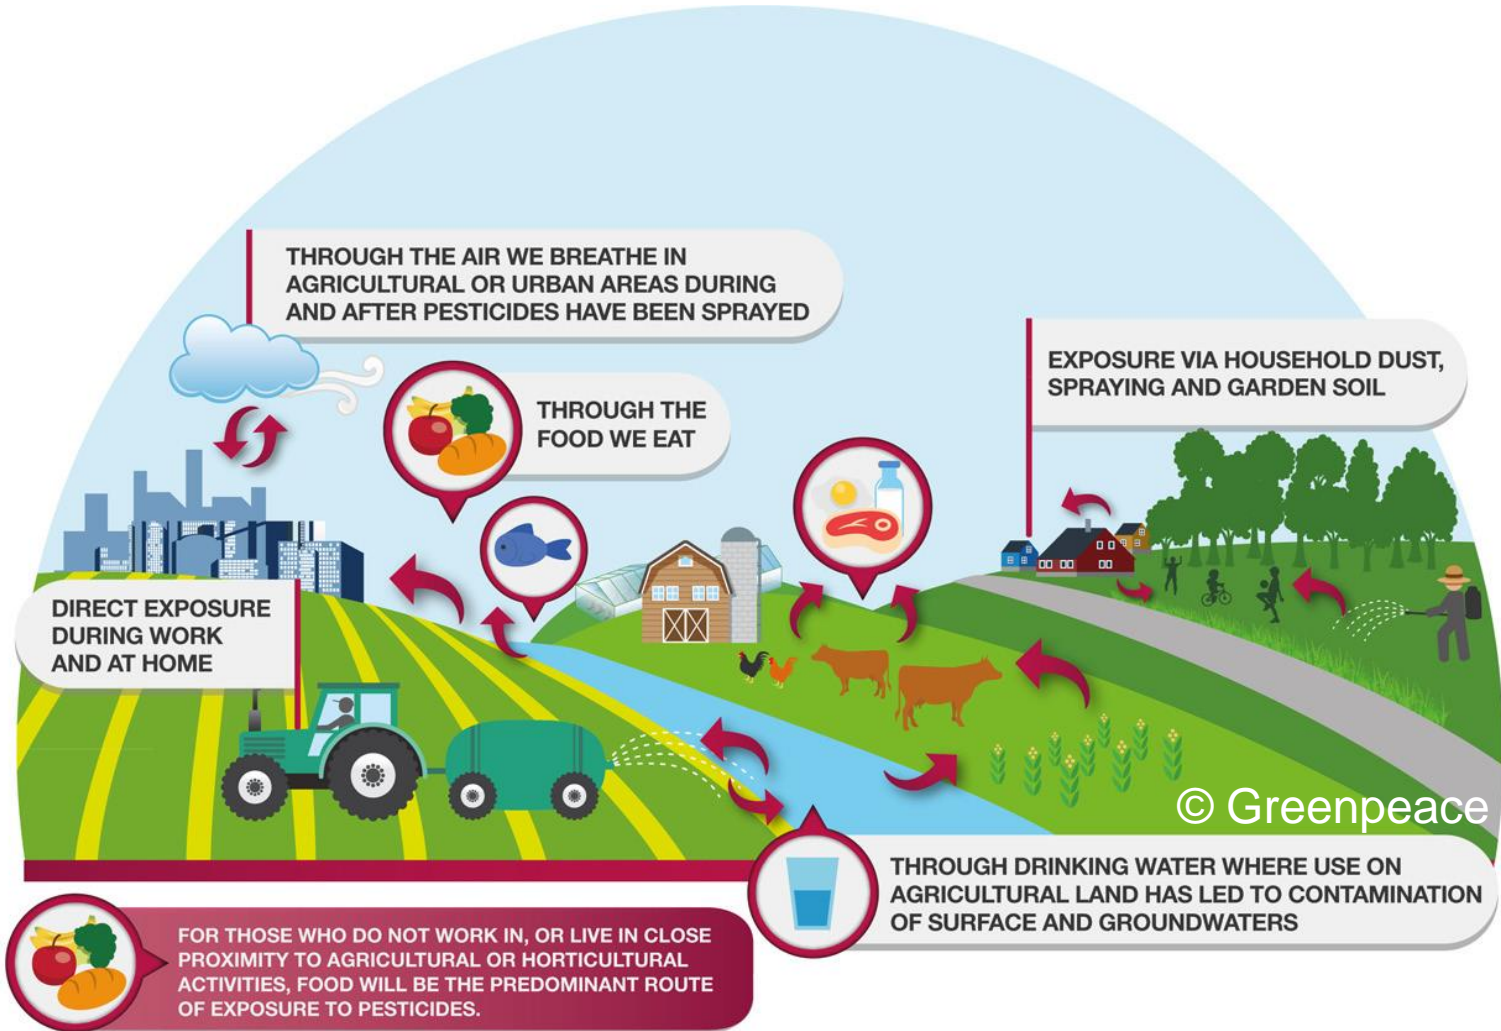 THROUGH THE AIR WE BREATHE IN
AGRICULTURAL OR URBAN AREAS DURING
AND AFTER PESTICIDES HAVE BEEN SPRAYED
EXPOSURE VIA HOUSEHOLD DUST,
SPRAYING AND GARDEN SOIL
THROUGH THE
FOOD WE EAT
DIRECT EXPOSURE
DURING WORK
AND AT HOME
© Greenpeace
THROUGH DRINKING WATER WHERE USE ON
AGRICULTURAL LAND HAS LED TO CONTAMINATION
OF SURFACE AND GROUNDWATERS
FOR THOSE WHO DO NOT WORK IN, OR LIVE IN CLOSE
PROXIMITY TO AGRICULTURAL OR HORTICULTURAL
ACTIVITIES, FOOD WILL BE THE PREDOMINANT ROUTE
OF EXPOSURE TO PESTICIDES.